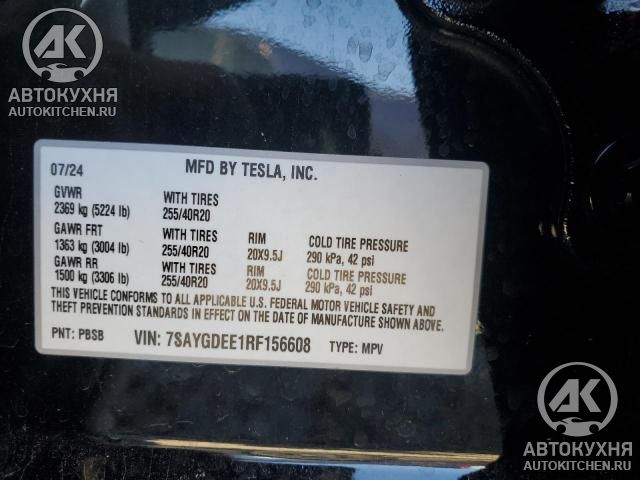 АК
АВТОКУХНЯ
AUTOKITCHEN.RU
07/24 MFD BY TESLA, INC.
GVWR WITH TIRES
2369 kg (5224 lb) 255/40R20
GAWR FRT WITH TIRES RIM COLD TIRE PRESSURE
1363 kg (3004 lb) 255/40R20 20X9.5J 290 kPa, 42 psi
GAWR RR WITH TIRES RIM COLD TIRE PRESSURE
1500 kg (3306 lb) 255/40R20 20X9.5J 290 kPa, 42 psi
THIS VEHICLE CONFORMS TO ALL APPLICABLE U.S. FEDERAL MOTOR VEHICLE SAFETY AND
THEFT PREVENTION STANDARDS IN EFFECT ON THE DATE OF MANUFACTURE SHOWN ABOVE.
PNT: PBSB VIN: 7SAYGDEE1RF156608 TYPE: MPV
АК
АВТОКУХНЯ
AUTOKITCHEN.RU